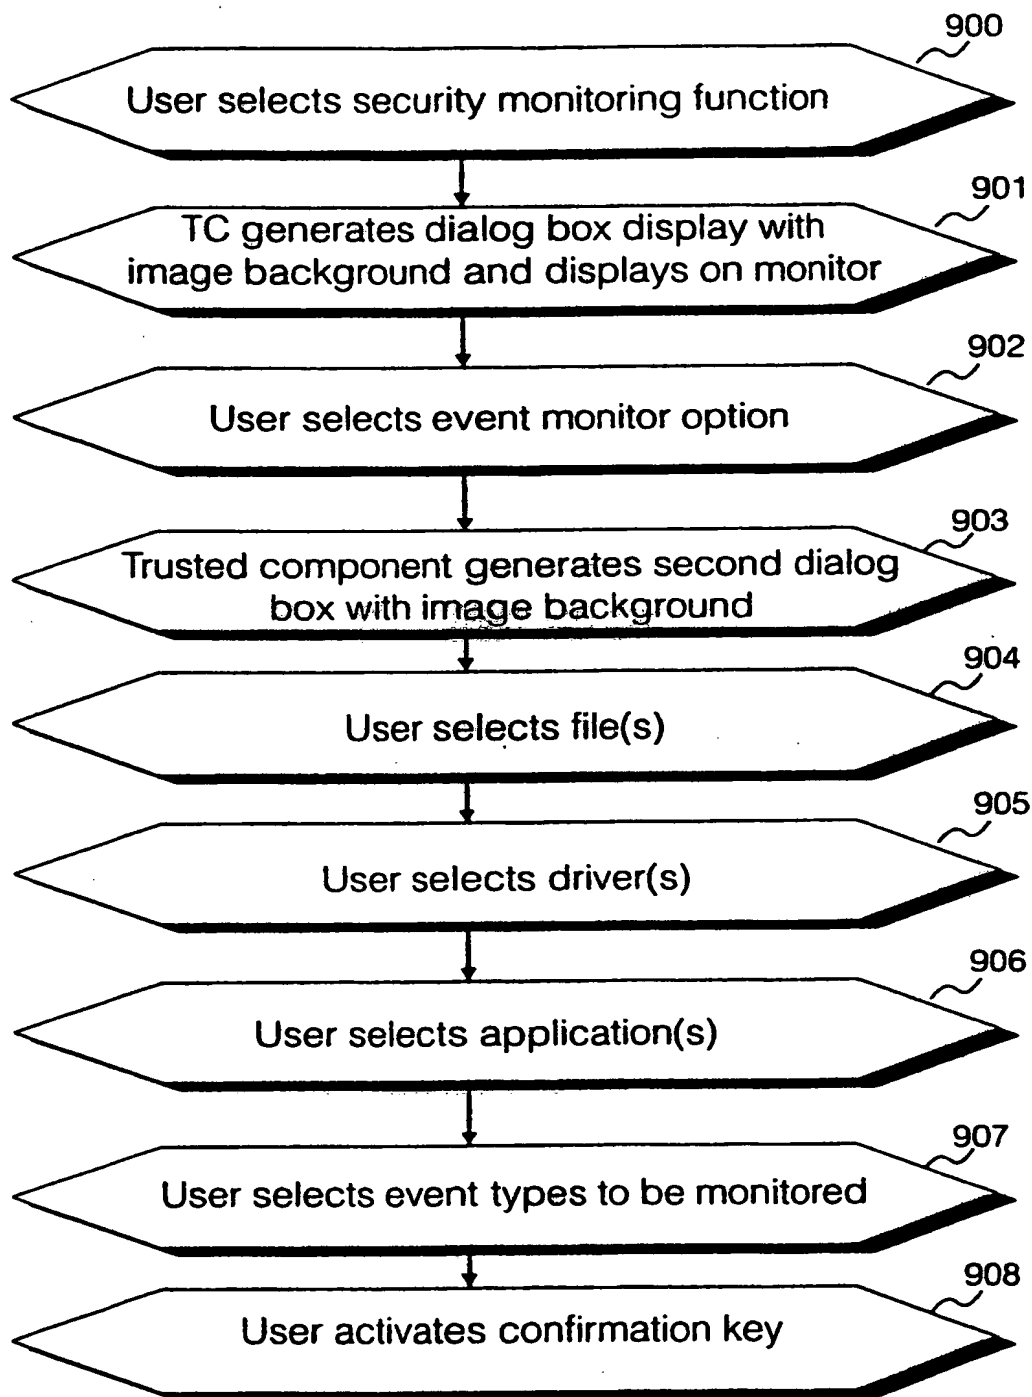 900
User selects security monitoring function
901
TC generates dialog box display with
image background and displays on monitor
902
User selects event monitor option
903
Trusted component generates second dialog
box with image background
904
User selects file(s)
905
User selects driver(s)
906
User selects application(s)
907
User selects event types to be monitored
908
User activates confirmation key